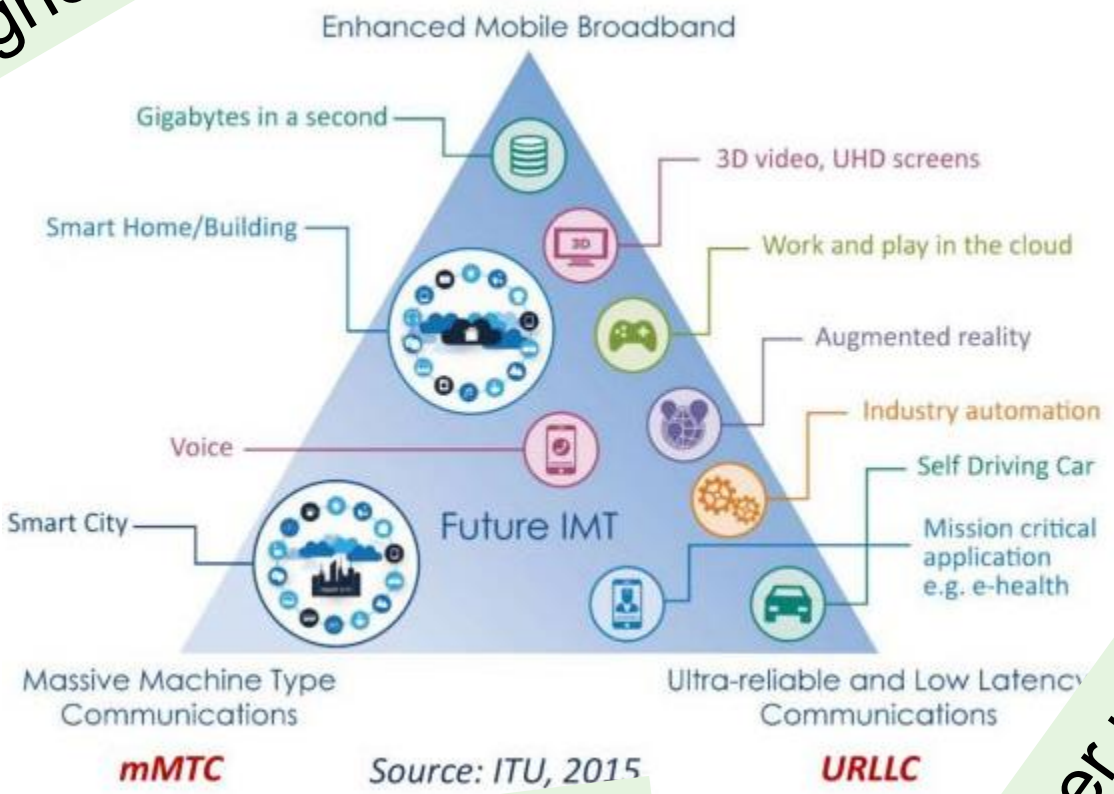 Enhanced Mobile Broadband
Gigabytes in a second
3D video, UHD screens
Smart Home/Building
3D
Work and play in the cloud
Augmented reality
Industry automation
Voice
Self Driving Car
Smart City
Future IMT
Mission critical
application
e.g. e-health
Massive Machine Type
Communications
Ultra-reliable and Low Latency
Communications
mMTC
Source: ITU, 2015
URLLC